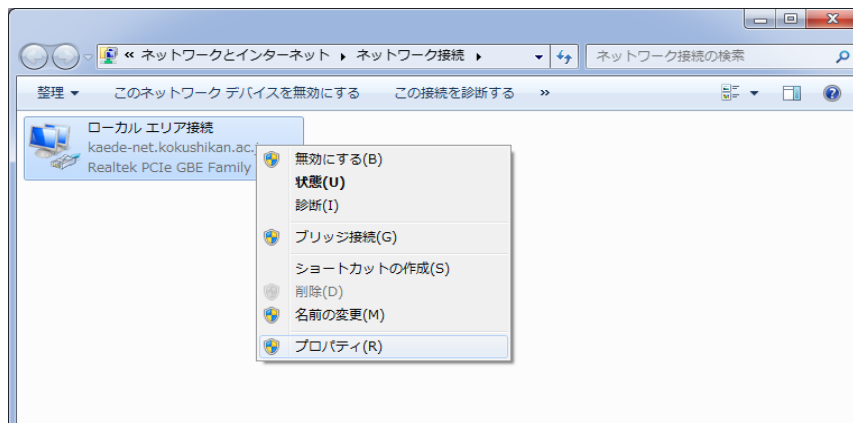 « ネットワークとインターネット ▸ ネットワーク接続 ▸
ネットワーク接続の検索
整理 ▼ このネットワーク デバイスを無効にする この接続を診断する »
ローカル エリア接続
kaede-net.kokushikan.ac.
Realtek PCIe GBE Family
無効にする(B)
状態(U)
診断(I)
ブリッジ接続(G)
ショートカットの作成(S)
削除(D)
名前の変更(M)
プロパティ(R)